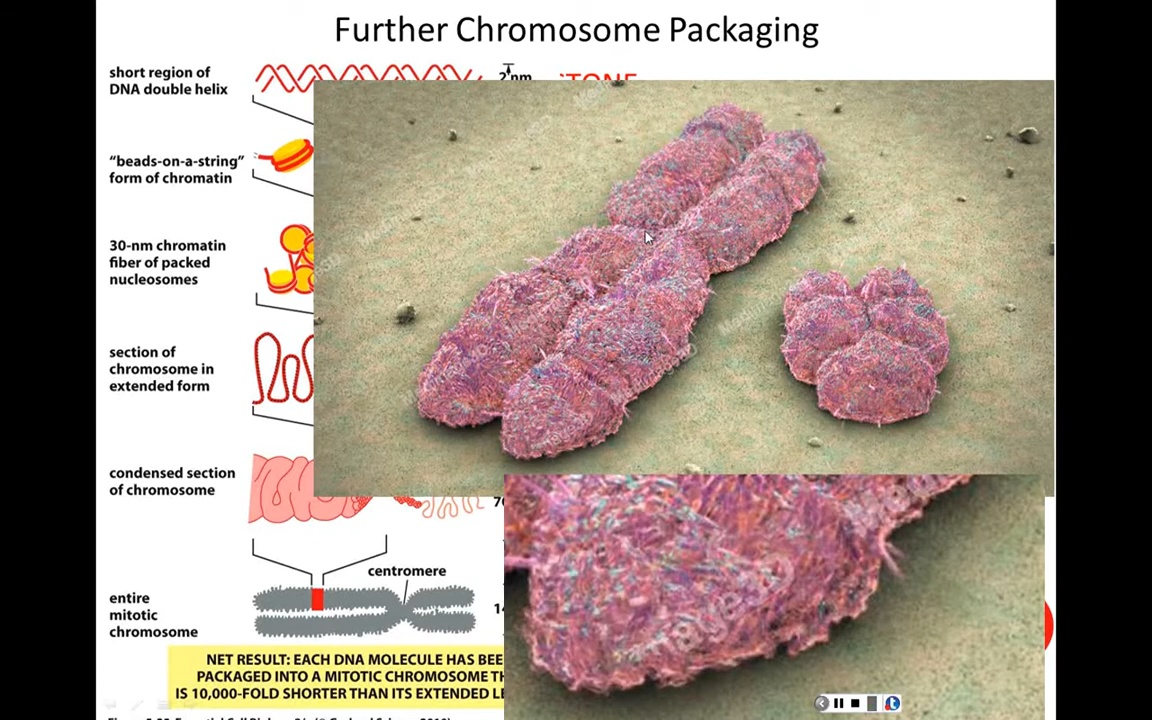 Further Chromosome Packaging
short region of
DNA double helix
2 nm
"beads-on-a-string"
form of chromatin
30-nm chromatin
fiber of packed
nucleosomes
section of
chromosome in
extended form
condensed section
of chromosome
centromere
entire
mitotic
chromosome
NET RESULT: EACH DNA MOLECULE HAS BEE
PACKAGED INTO A MITOTIC CHROMOSOME TH
IS 10,000-FOLD SHORTER THAN ITS EXTENDED LE